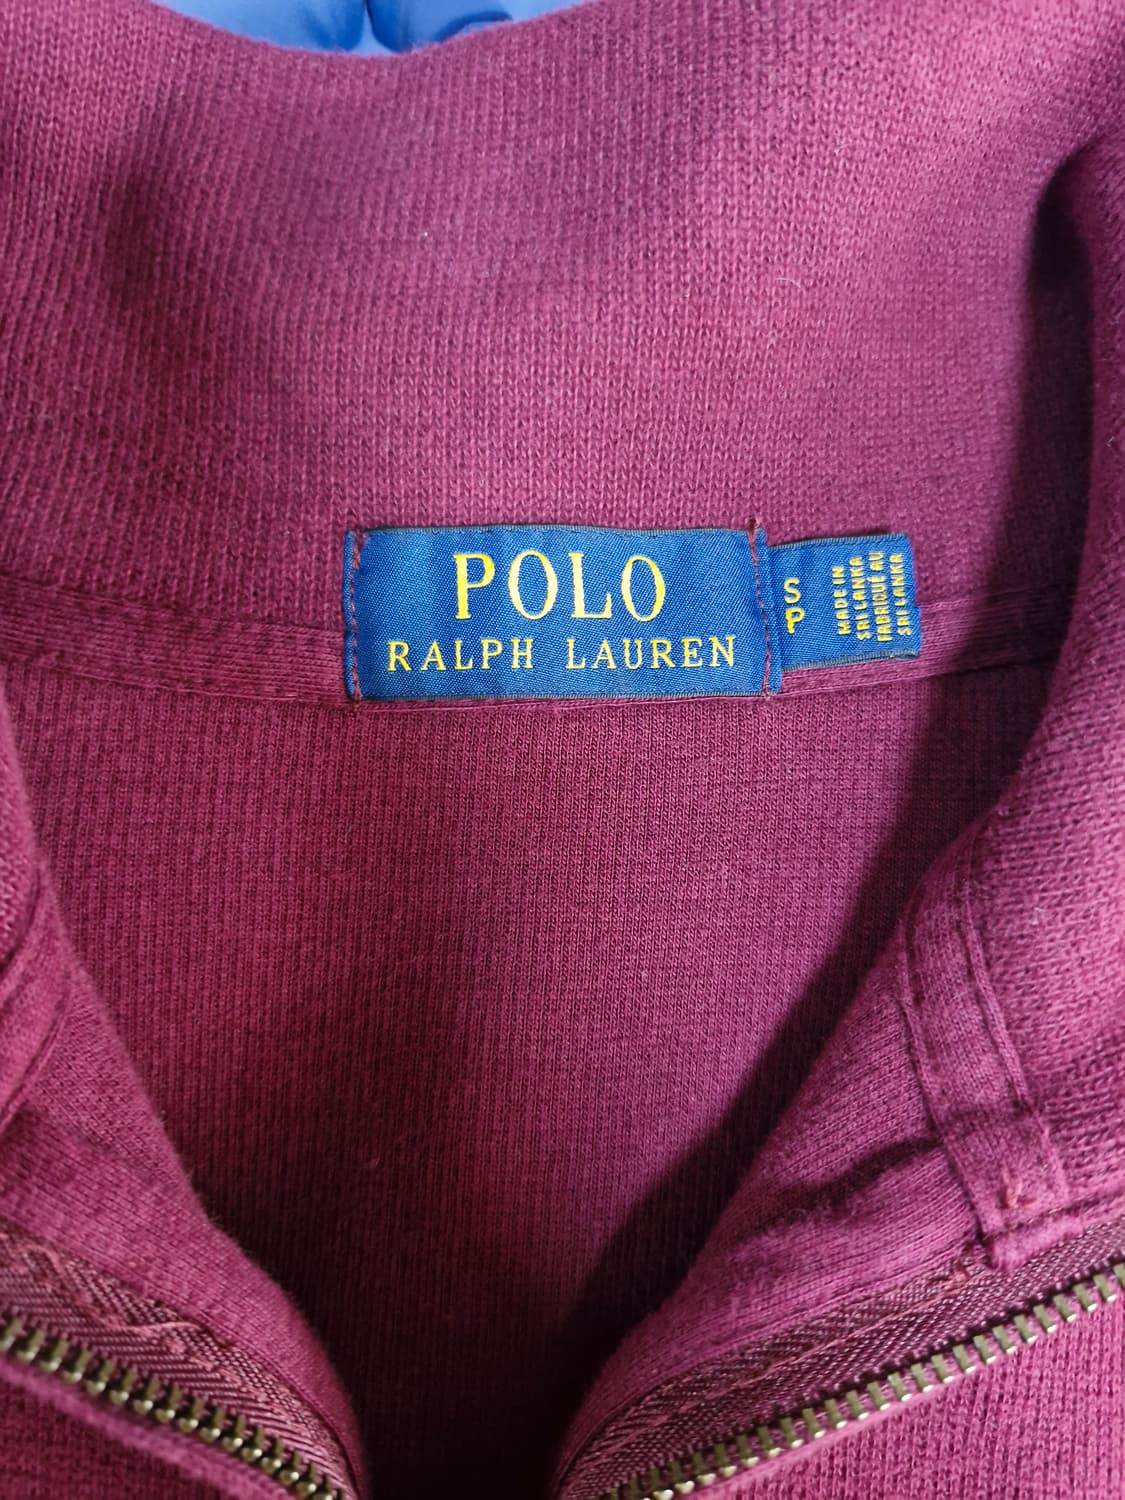 POLO
RALPH LAUREN
S
P
MADE IN
SRI LANKA
FABRIQUÉ AU
SRI LANKA